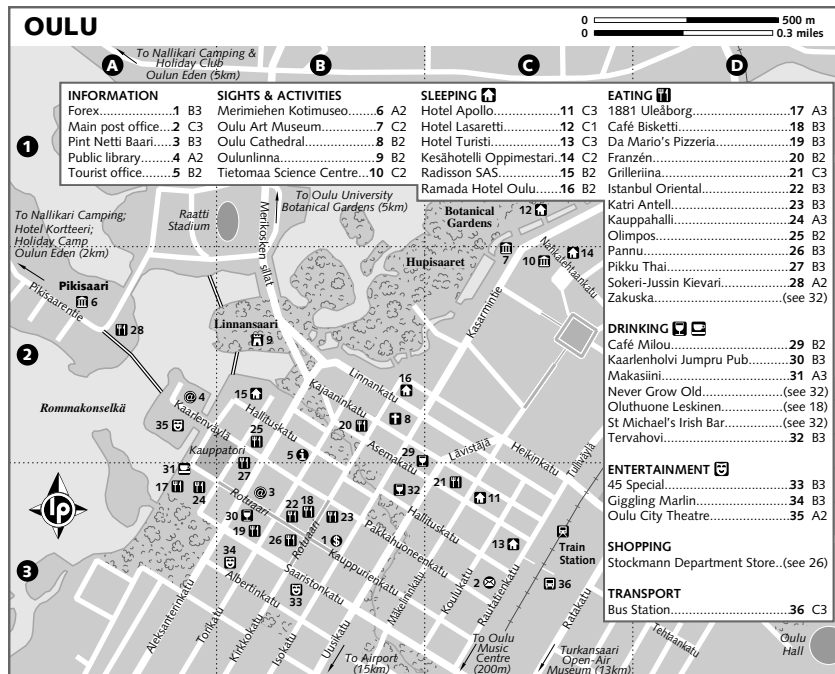 OULU
0 500 m
0 0.3 miles
To Nallikari Camping &
Holiday Club
Oulun Eden (5km)
A
B
C
D
INFORMATION
Forex 1 B3
Main post office 2 C3
Pint Netti Baari 3 B3
Public library 4 A2
Tourist office 5 B2
SIGHTS & ACTIVITIES
Merimiehen Kotimuseo 6 A2
Oulu Art Museum 7 C2
Oulu Cathedral 8 B2
Oulunlinna 9 B2
Tietomaa Science Centre 10 C2
SLEEPING
Hotel Apollo 11 C3
Hotel Lasaretti 12 C1
Hotel Turisti 13 C3
Kesähotelli Oppimestari 14 C2
Radisson SAS 15 B2
Ramada Hotel Oulu 16 B2
EATING
1881 Uleåborg 17 A3
Café Bisketti 18 B3
Da Mario's Pizzeria 19 B3
Franzén 20 B2
Grilleriina 21 C3
Istanbul Oriental 22 B3
Katri Antell 23 B3
Kauppahalli 24 A3
Olimpos 25 B2
Pannu 26 B3
Pikku Thai 27 B3
Sokeri-Jussin Kievari 28 A2
Zakuska (see 32)
DRINKING
Café Milou 29 B2
Kaarlenholvi Jumpru Pub 30 B3
Makasiini 31 A3
Never Grow Old (see 32)
Oluthuone Leskinen (see 18)
St Michael's Irish Bar (see 32)
Tervahovi 32 B3
ENTERTAINMENT
45 Special 33 B3
Giggling Marlin 34 B3
Oulu City Theatre 35 A2
SHOPPING
Stockmann Department Store (see 26)
TRANSPORT
Bus Station 36 C3
1
To Nallikari Camping;
Hotel Kortteeri;
Holiday Camp
Oulun Eden (2km)
Raatti
Stadium
Merikosken sillat
To Oulu University
Botanical Gardens (5km)
Botanical
Gardens
12
Hupisaaret
7
10
14
Nahkatehtaankatu
Pikisaari
6
Pikisaarentie
28
Linnansaari
9
Kasarmintie
2
Rommakonselkä
@ 4
15
16
Linnankatu
Kajaaninkatu
35
Kaarlenväylä
Hallituskatu
25
20
8
Kauppatori
Asemakatu
5
Lävistäjä
Heikinkatu
Tulliväylä
29
31
27
17
24
@ 3
Rotuaari
21
32
11
30
22
18
23
Hallituskatu
19
26
Rotuaari
1
Pakkahuoneenkatu
13
Train
Station
lp
3
34
Kauppurienkatu
Saaristonkatu
2
36
Albertinkatu
33
Aleksanterinkatu
Torikatu
Kirkkokatu
Isokatu
Uusikatu
Mäkelininkatu
Koulukatu
Rautatienkatu
Ratakatu
Tehtaankatu
Oulu
Hall
To Airport
(15km)
To Oulu
Music
Centre
(200m)
Turkansaari
Open-Air
Museum (13km)